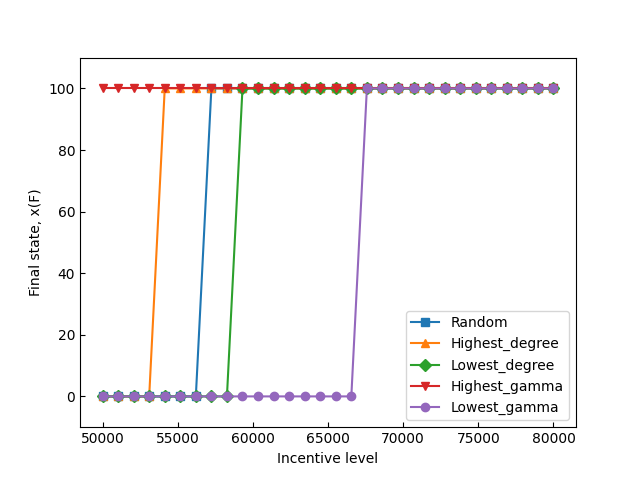 100
80
60
40
20
0
Final state, x(F)
50000 55000 60000 65000 70000 75000 80000
Incentive level
Random
Highest_degree
Lowest_degree
Highest_gamma
Lowest_gamma